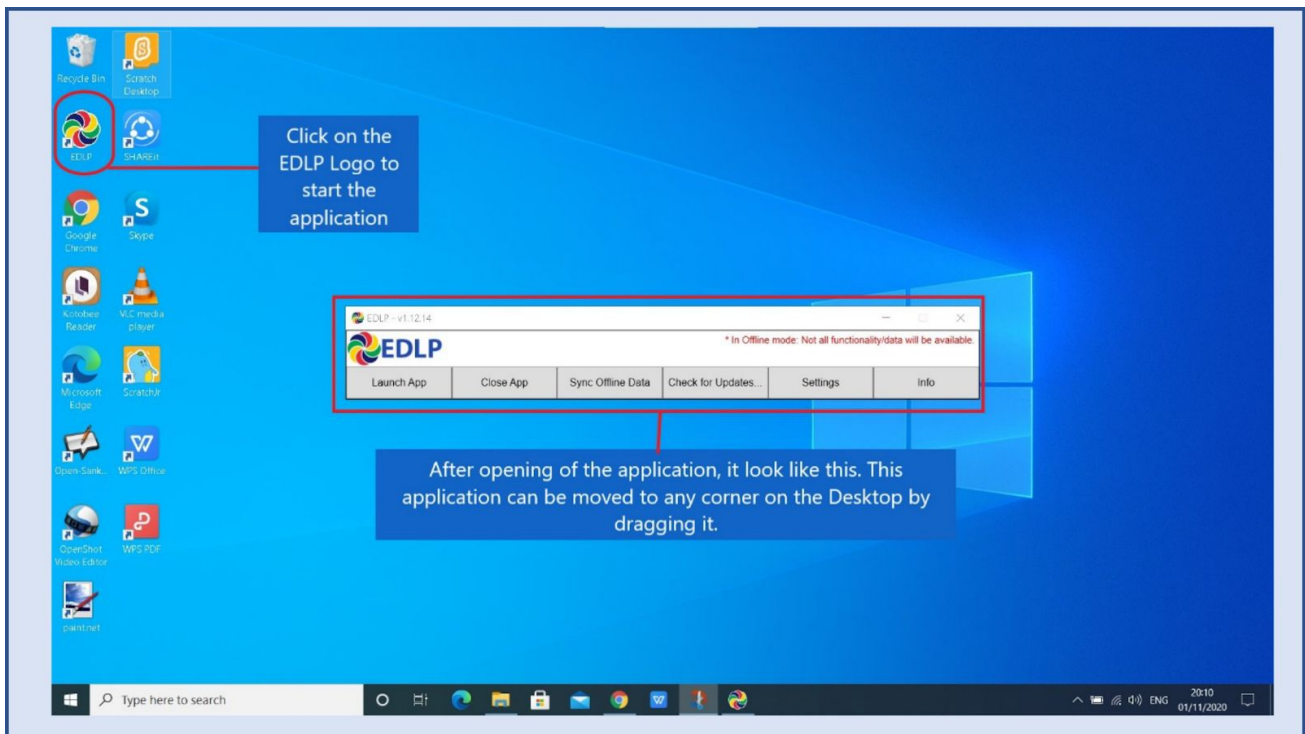 Recycle Bin
Scratch
Desktop
EDLP
SHAREit
Click on the
EDLP Logo to
start the
application
Google
Chrome
Skype
Kotobee
Reader
VLC media
player
EDLP - v1.12.14
EDLP
* In Offline mode: Not all functionality/data will be available.
Launch App
Close App
Sync Offline Data
Check for Updates...
Settings
Info
Microsoft
Edge
ScratchJr
Open-Sank...
WPS Office
After opening of the application, it look like this. This
application can be moved to any corner on the Desktop by
dragging it.
OpenShot
Video Editor
WPS PDF
paint.net
Type here to search
ENG
20:10
01/11/2020